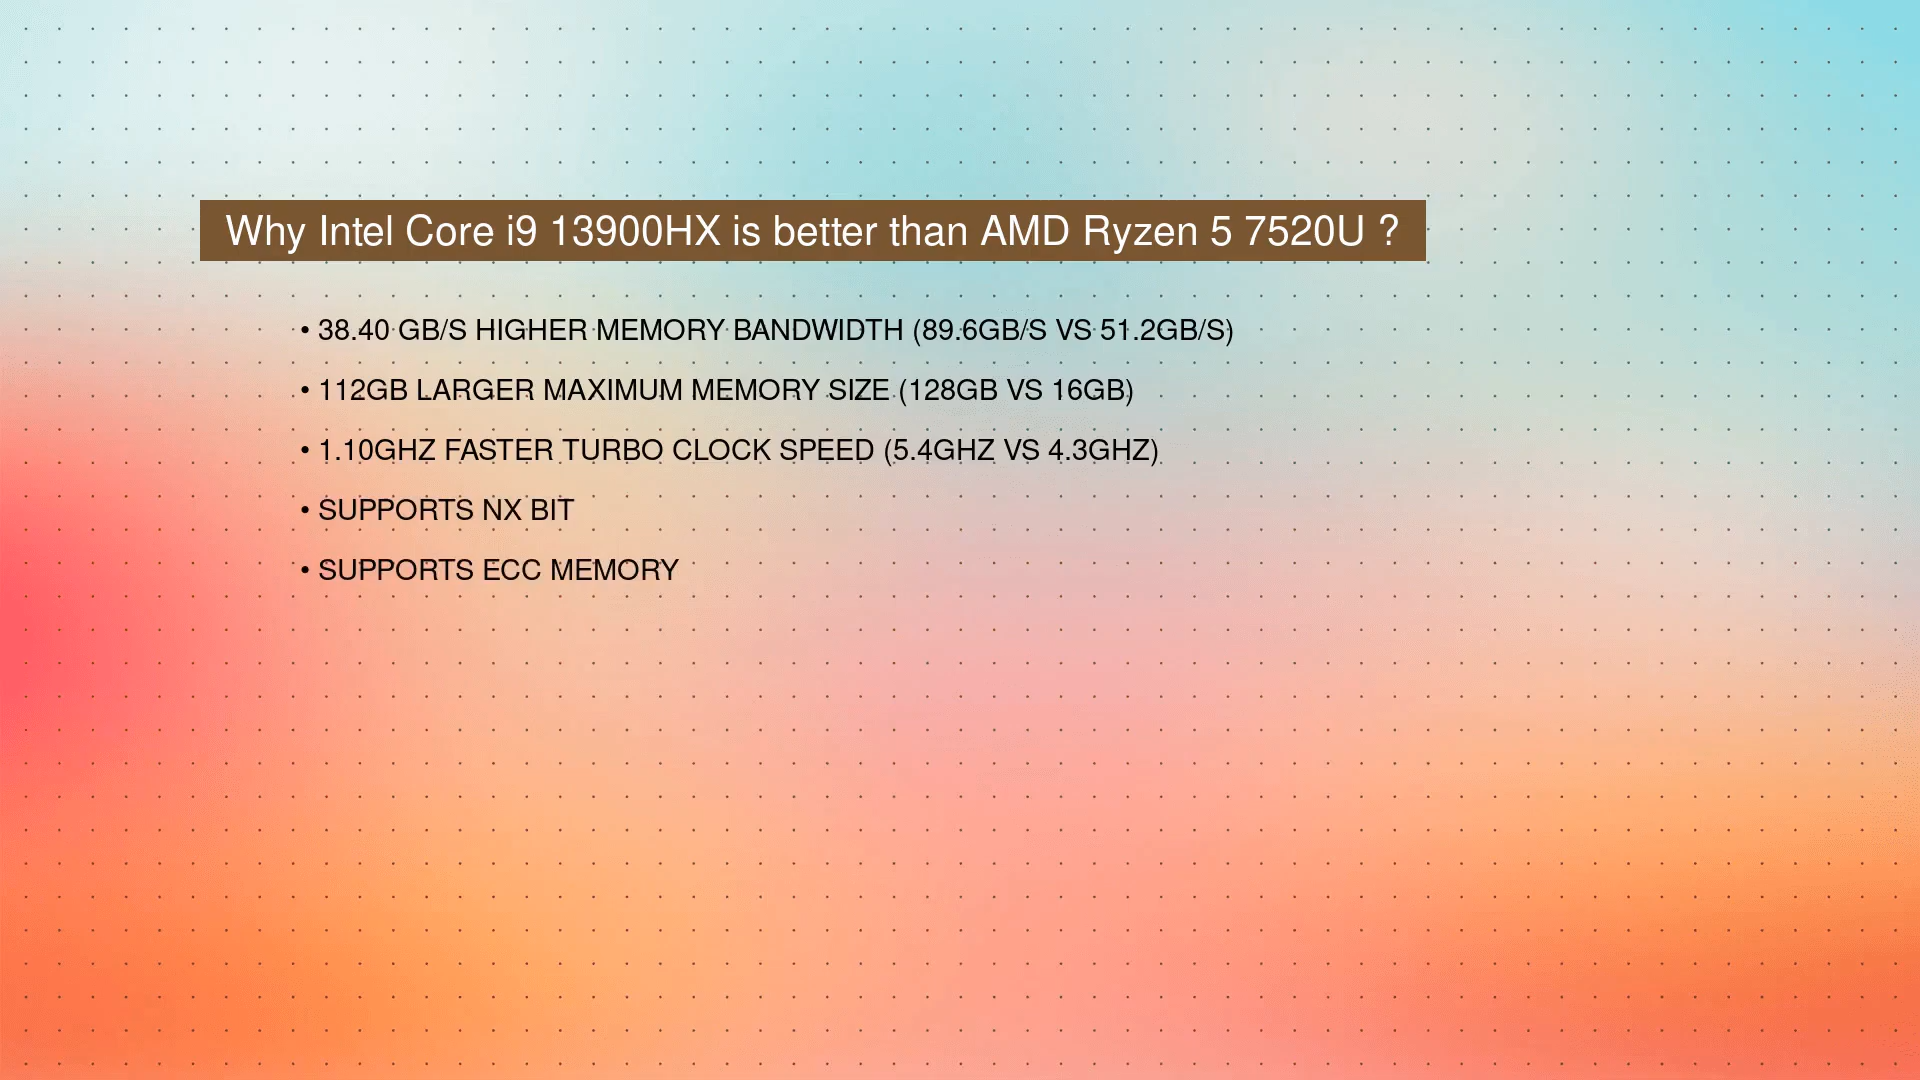 Why Intel Core i9 13900HX is better than AMD Ryzen 5 7520U ?
• 38.40 GB/S HIGHER MEMORY BANDWIDTH (89.6GB/S VS 51.2GB/S)
• 112GB LARGER MAXIMUM MEMORY SIZE (128GB VS 16GB)
• 1.10GHZ FASTER TURBO CLOCK SPEED (5.4GHZ VS 4.3GHZ)
• SUPPORTS NX BIT
• SUPPORTS ECC MEMORY